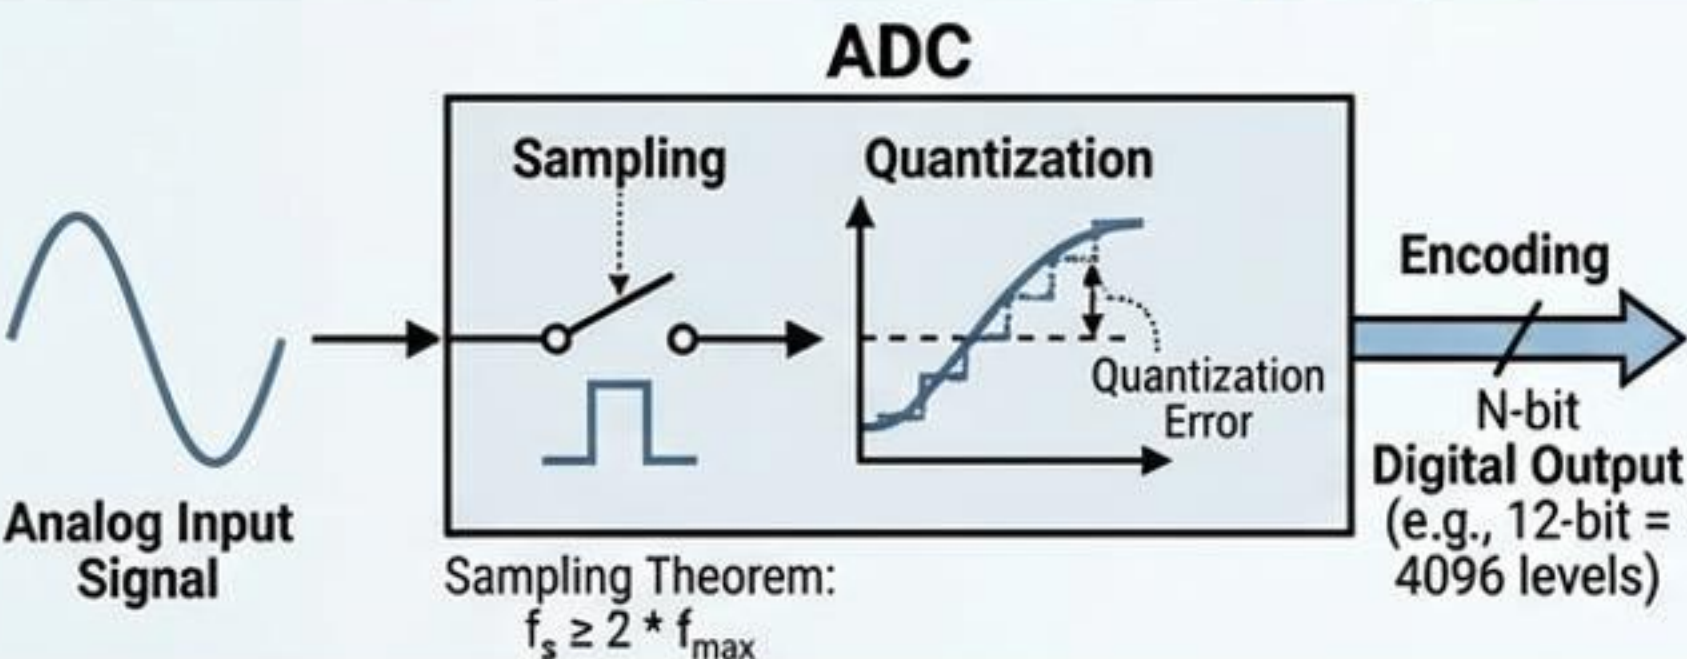 ADC
Sampling
Quantization
Quantization
Error
Encoding
N-bit
Digital Output
(e.g., 12-bit =
4096 levels)
Analog Input
Signal
Sampling Theorem:
fₛ ≥ 2 * fmax